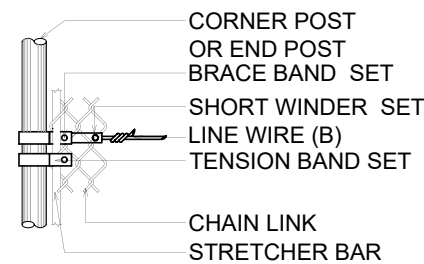 CORNER POST
OR END POST
BRACE BAND SET
SHORT WINDER SET
LINE WIRE (B)
TENSION BAND SET
CHAIN LINK
STRETCHER BAR